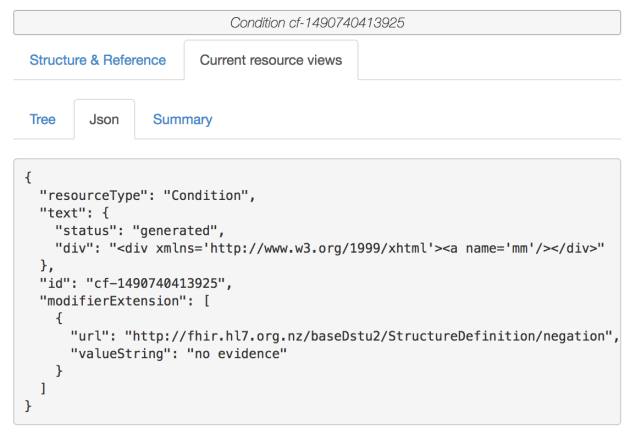 Condition cf-1490740413925
Structure & Reference Current resource views
Tree Json Summary
{
  "resourceType": "Condition",
  "text": {
    "status": "generated",
    "div": "<div xmlns='http://www.w3.org/1999/xhtml'><a name='mm'/></div>"
  },
  "id": "cf-1490740413925",
  "modifierExtension": [
    {
      "url": "http://fhir.hl7.org.nz/baseDstu2/StructureDefinition/negation",
      "valueString": "no evidence"
    }
  ]
}